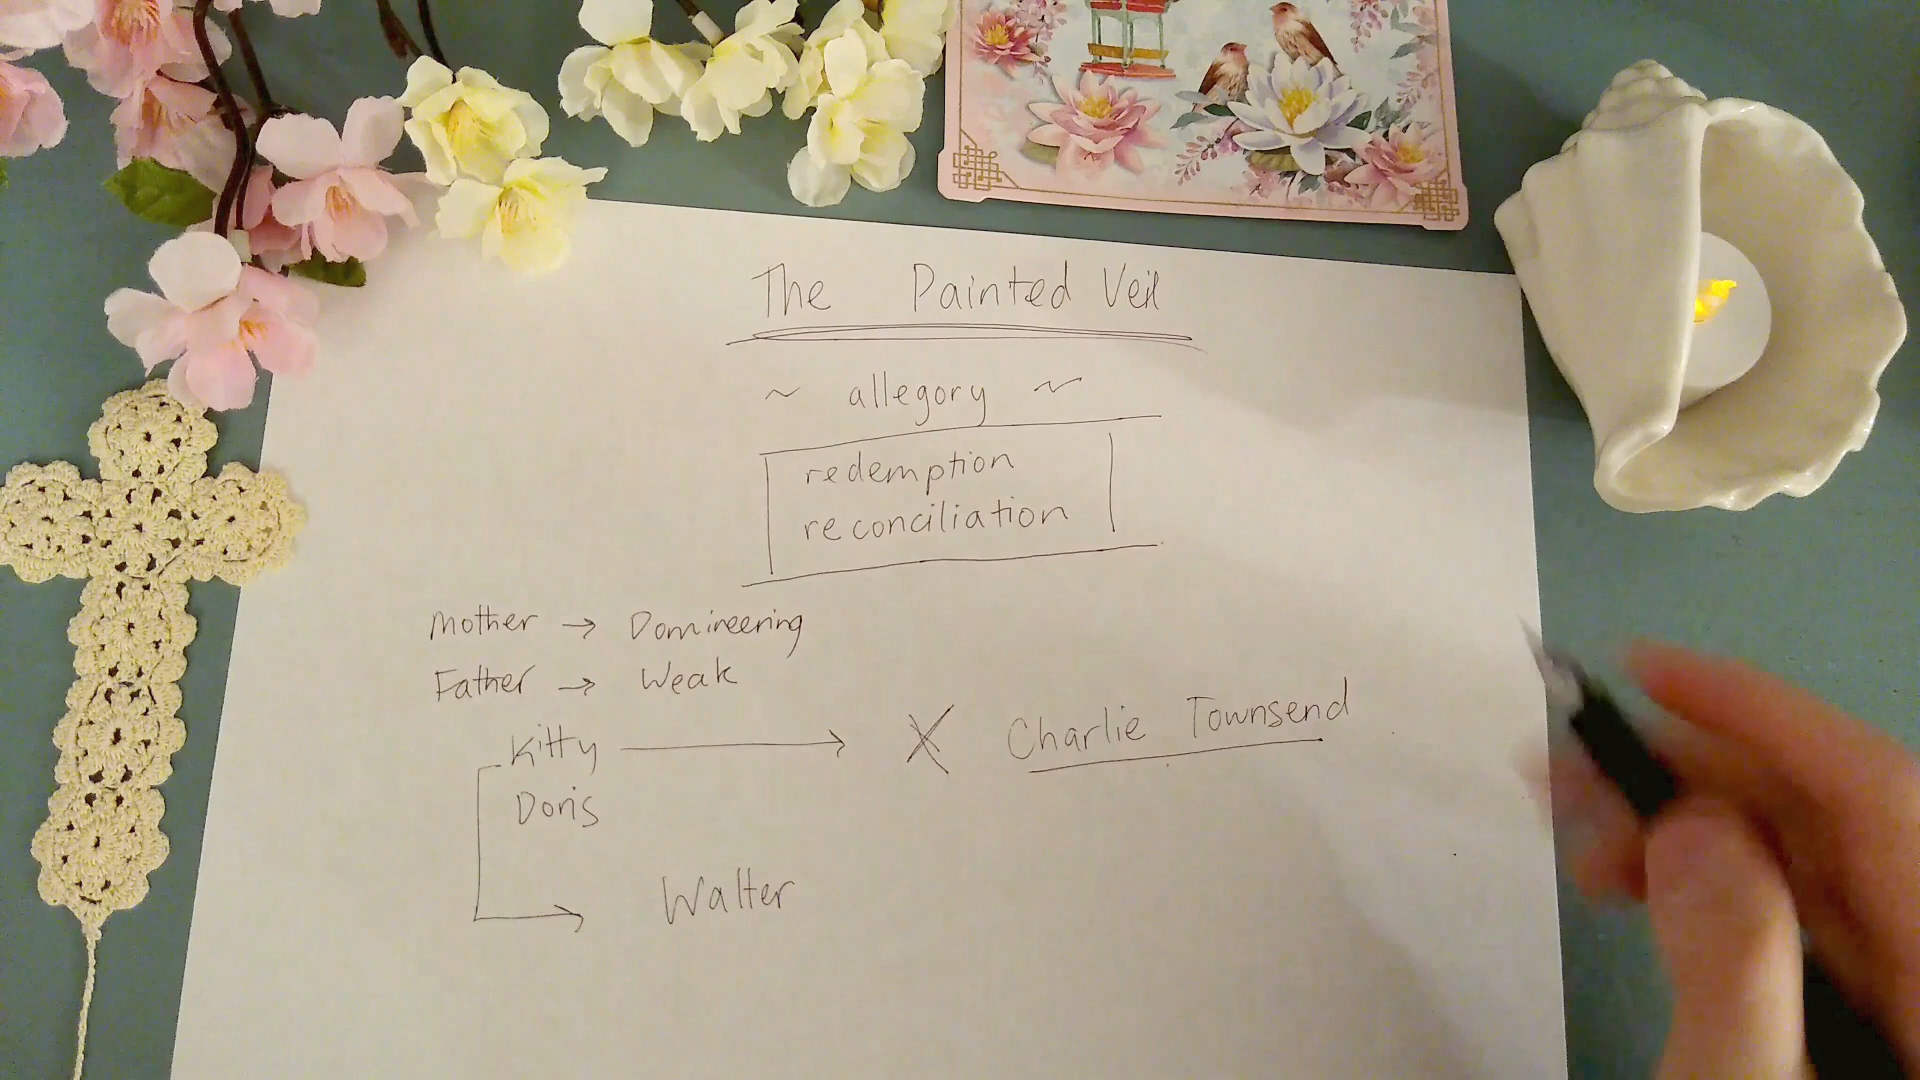 The Painted Veil
~ allegory ~
redemption
reconciliation
Mother → Domineering
Father → Weak
Kitty → X Charlie Townsend
Doris
→ Walter